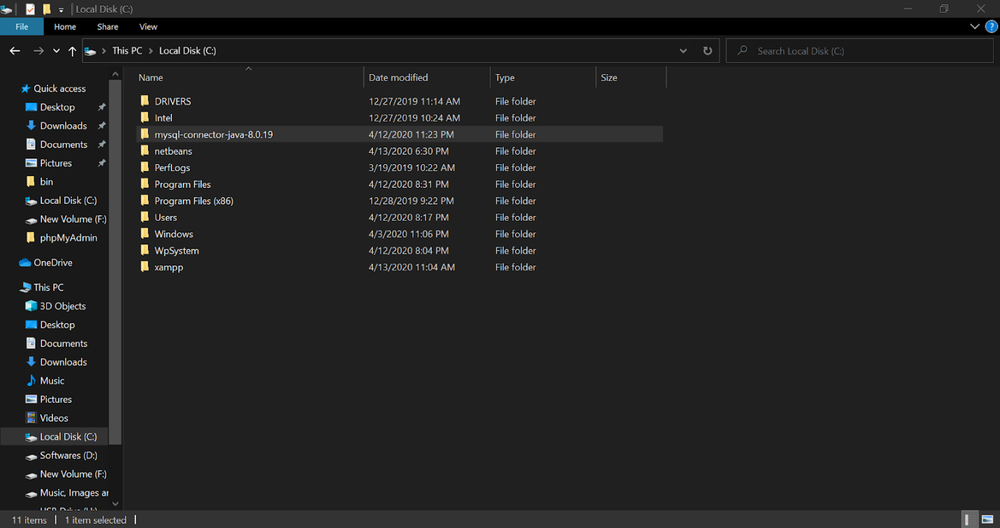 Local Disk (C:)
File Home Share View
This PC Local Disk (C:) Search Local Disk (C:)
Quick access
Desktop
Downloads
Documents
Pictures
bin
Local Disk (C:)
New Volume (F:)
phpMyAdmin
OneDrive
This PC
3D Objects
Desktop
Documents
Downloads
Music
Pictures
Videos
Local Disk (C:)
Softwares (D:)
New Volume (F:)
Music, Images
Name Date modified Type Size
DRIVERS 12/27/2019 11:14 AM File folder
Intel 12/27/2019 10:24 AM File folder
mysql-connector-java-8.0.19 4/12/2020 11:23 PM File folder
netbeans 4/13/2020 6:30 PM File folder
PerfLogs 3/19/2019 10:22 AM File folder
Program Files 4/12/2020 8:31 PM File folder
Program Files (x86) 12/28/2019 9:22 PM File folder
Users 4/12/2020 8:17 PM File folder
Windows 4/3/2020 11:06 PM File folder
WpSystem 4/12/2020 8:04 PM File folder
xampp 4/13/2020 11:04 AM File folder
11 items 1 item selected